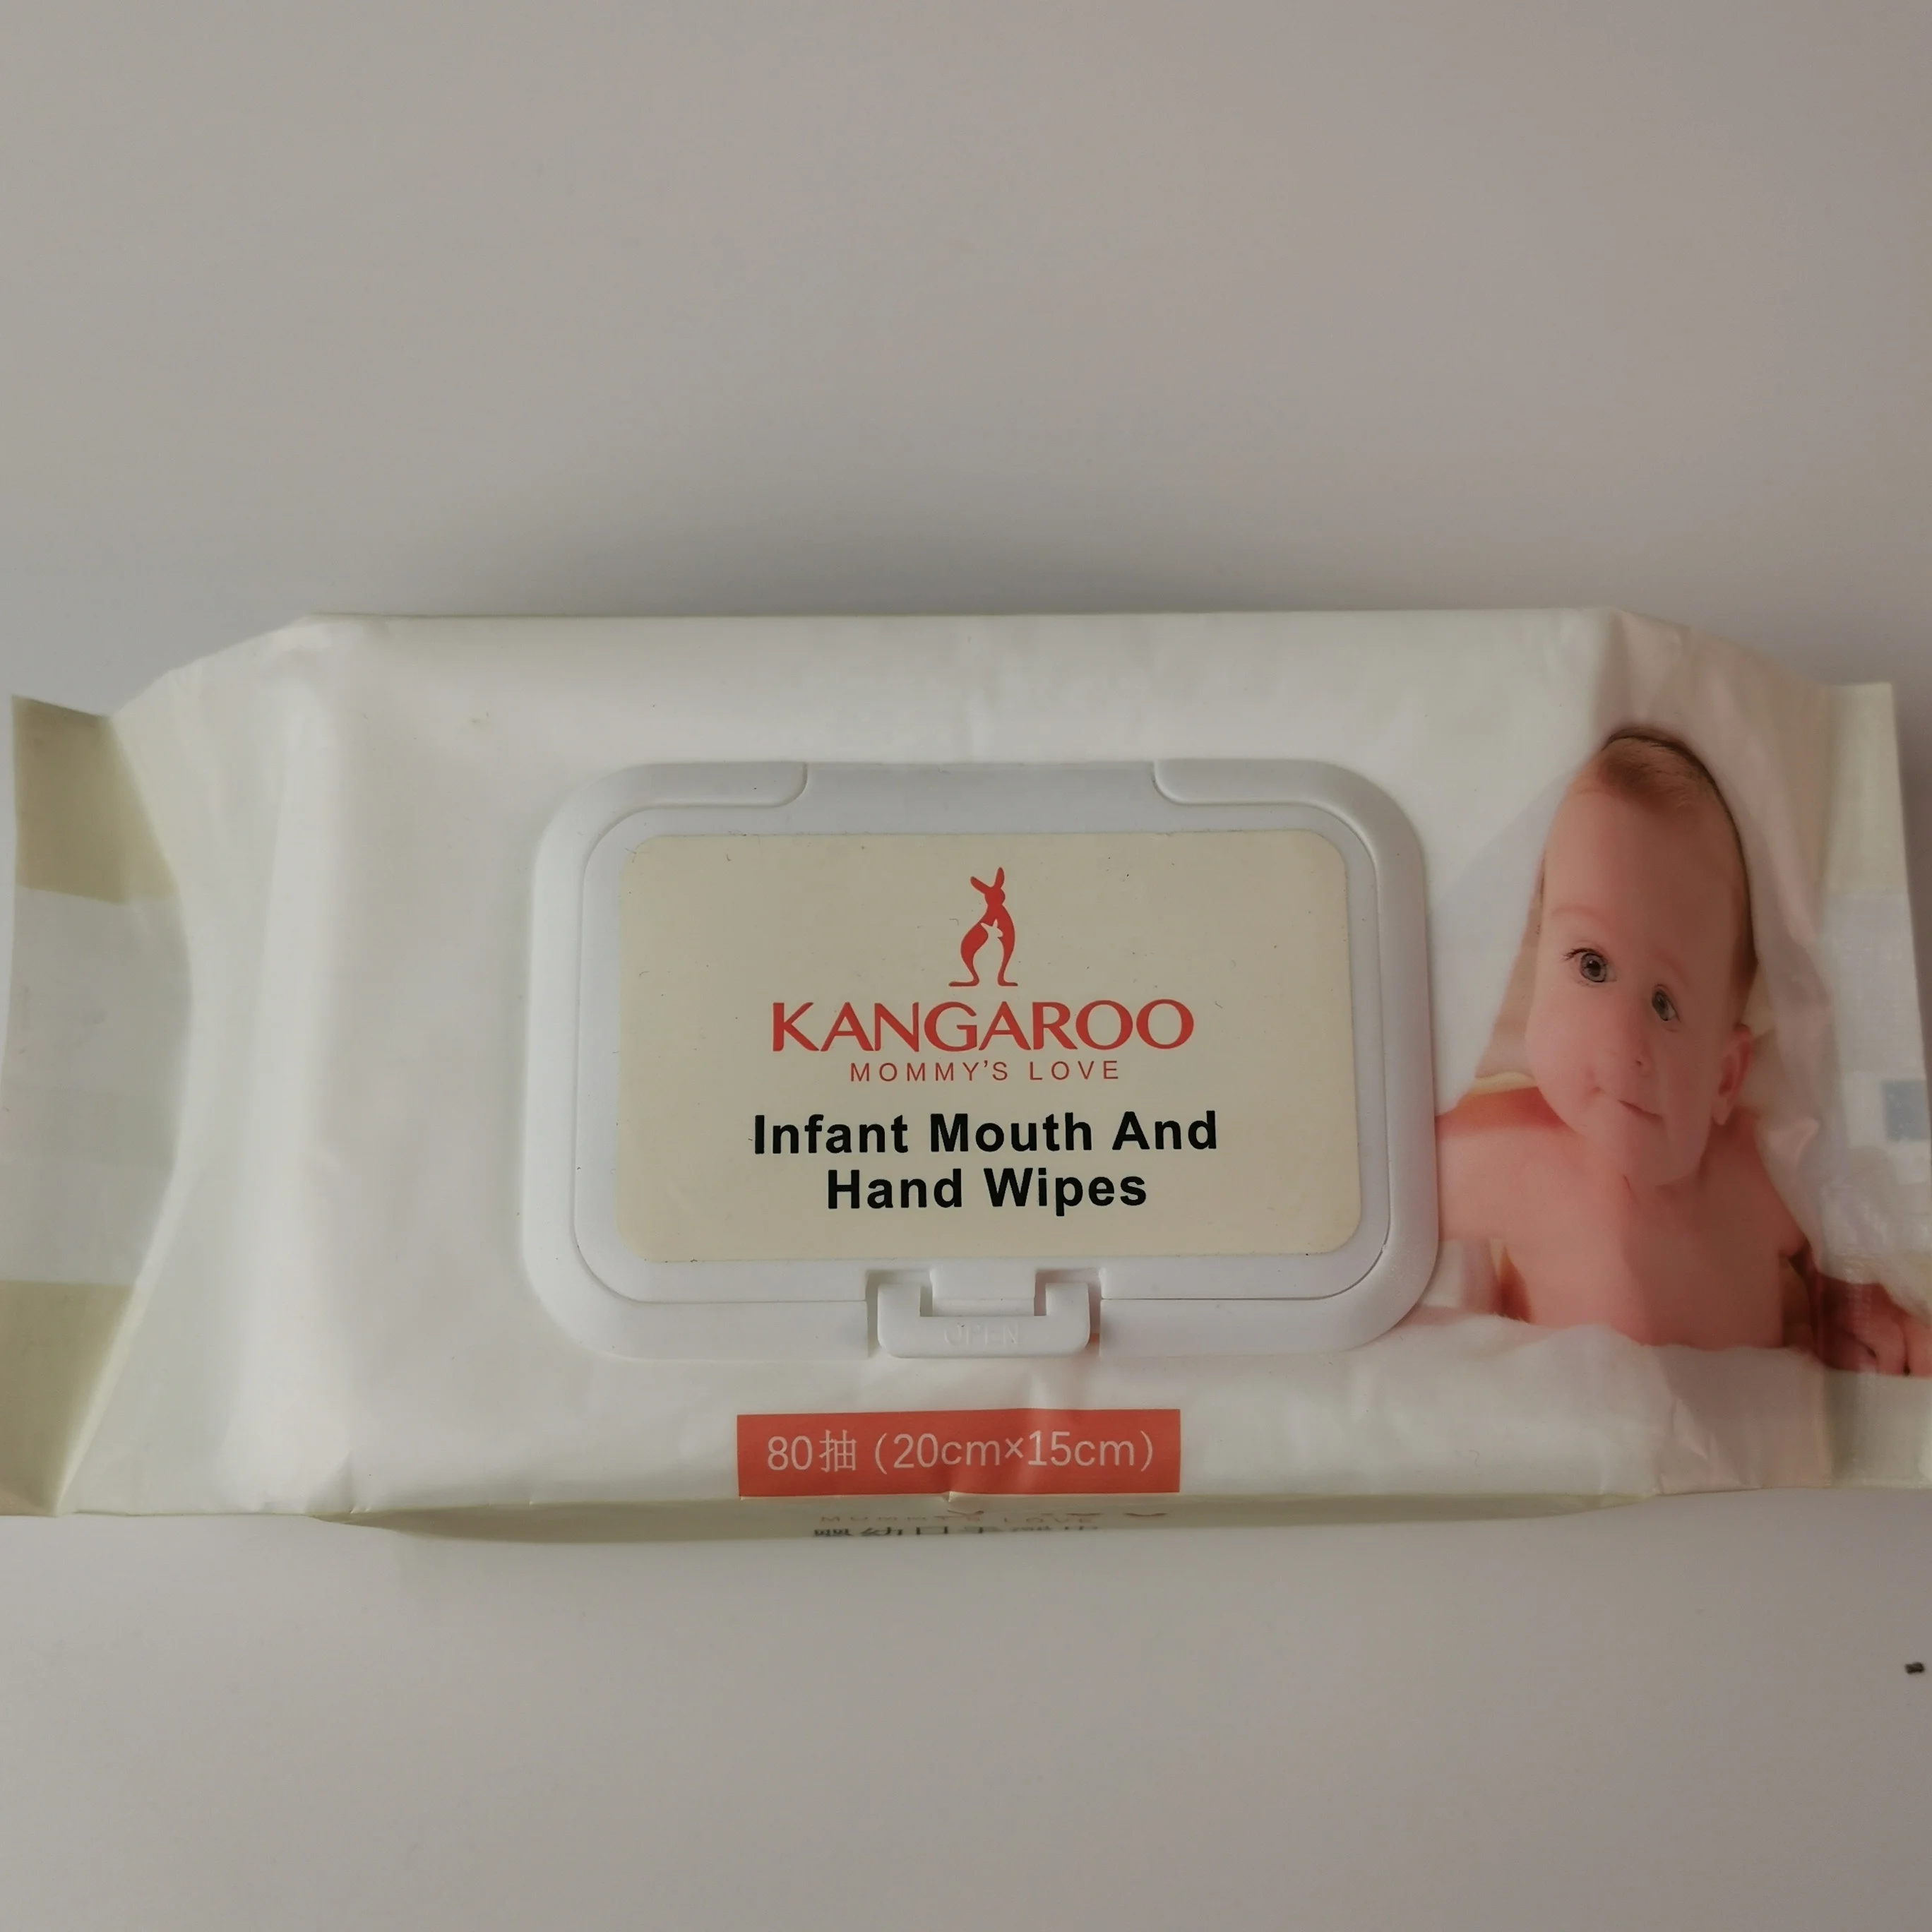 KANGAROO
MOMMY'S LOVE
Infant Mouth And
Hand Wipes
OPEN
80抽（20cm×15cm）